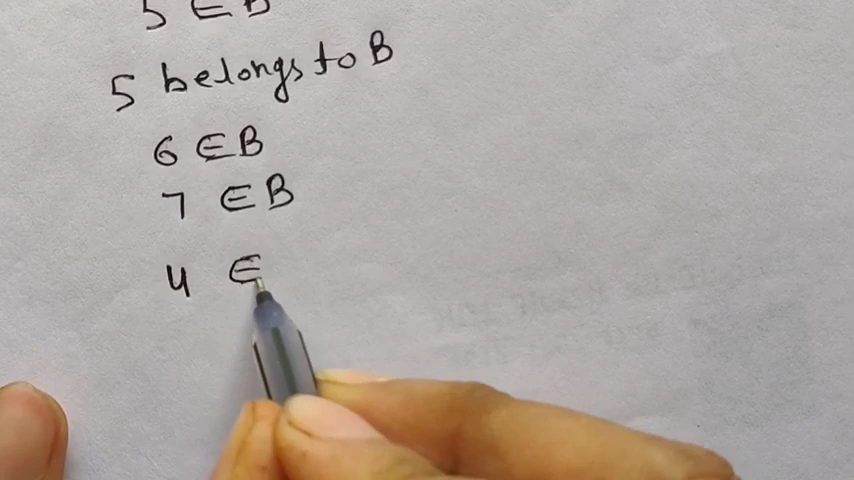 5 ∈ B
5 belongs to B
6 ∈ B
7 ∈ B
4 ∈